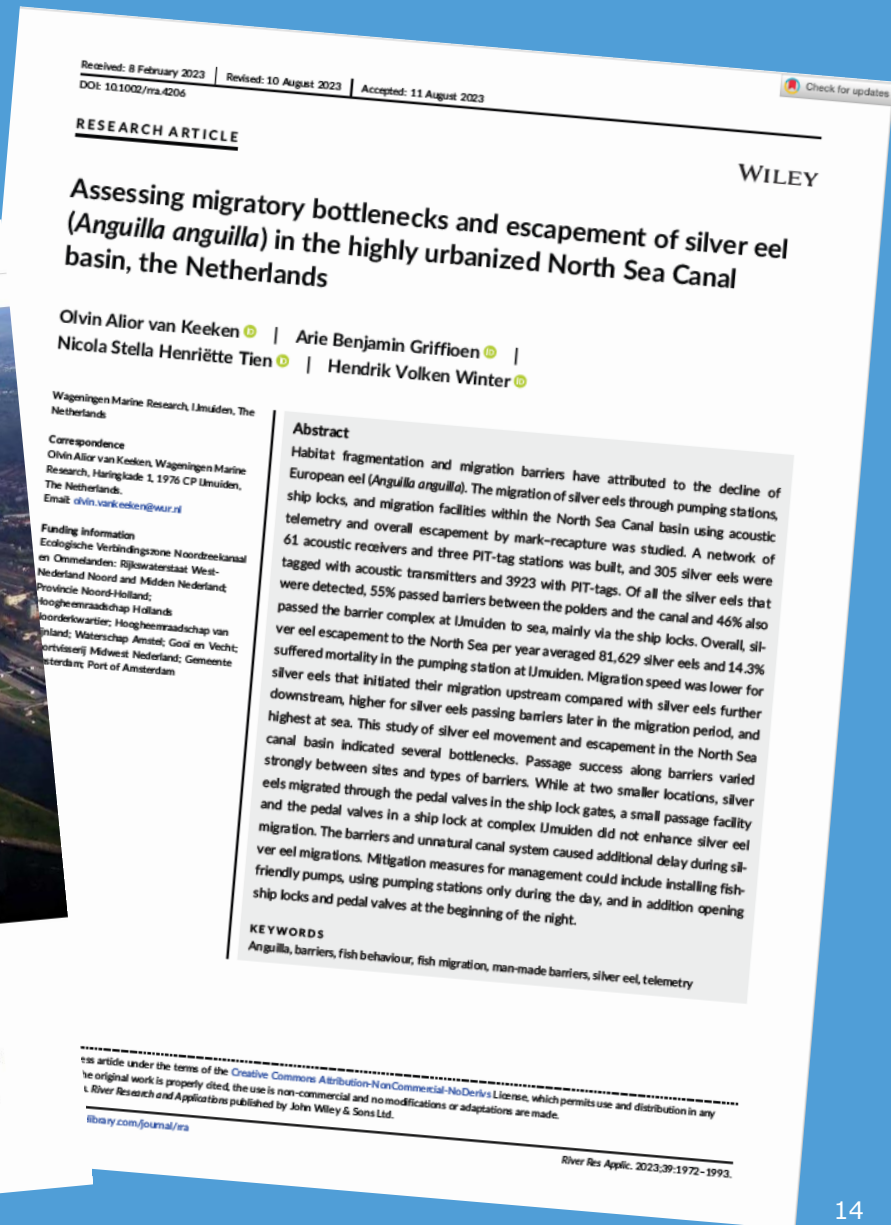 Received: 8 February 2023 | Revised: 10 August 2023 | Accepted: 11 August 2023
DOI: 10.1002/rra.4206
Check for updates
RESEARCH ARTICLE
WILEY
Assessing migratory bottlenecks and escapement of silver eel
(Anguilla anguilla) in the highly urbanized North Sea Canal
basin, the Netherlands
Olvin Alior van Keeken | Arie Benjamin Griffioen |
Nicola Stella Henriëtte Tien | Hendrik Volken Winter
Wageningen Marine Research, IJmuiden, The
Netherlands
Correspondence
Olvin Alior van Keeken, Wageningen Marine
Research, Haringkade 1, 1976 CP IJmuiden,
The Netherlands.
Email: olvin.vankeeken@wur.nl
Funding information
Ecologische Verbindingszone Noordzeekanaal
en Ommelanden: Rijkswaterstaat West-
Nederland Noord and Midden Nederland;
Provincie Noord-Holland;
Hoogheemraadschap Hollands
oorderkwartier; Hoogheemraadschap van
jnland; Waterschap Amstel; Gooi en Vecht;
ortvisserij Midwest Nederland; Gemeente
sterdam; Port of Amsterdam
Abstract
Habitat fragmentation and migration barriers have attributed to the decline of
European eel (Anguilla anguilla). The migration of silver eels through pumping stations,
ship locks, and migration facilities within the North Sea Canal basin using acoustic
telemetry and overall escapement by mark–recapture was studied. A network of
61 acoustic receivers and three PIT-tag stations was built, and 305 silver eels were
tagged with acoustic transmitters and 3923 with PIT-tags. Of all the silver eels that
were detected, 55% passed barriers between the polders and the canal and 46% also
passed the barrier complex at IJmuiden to sea, mainly via the ship locks. Overall, sil-
ver eel escapement to the North Sea per year averaged 81,629 silver eels and 14.3%
suffered mortality in the pumping station at IJmuiden. Migration speed was lower for
silver eels that initiated their migration upstream compared with silver eels further
downstream, higher for silver eels passing barriers later in the migration period, and
highest at sea. This study of silver eel movement and escapement in the North Sea
canal basin indicated several bottlenecks. Passage success along barriers varied
strongly between sites and types of barriers. While at two smaller locations, silver
eels migrated through the pedal valves in the ship lock gates, a small passage facility
and the pedal valves in a ship lock at complex IJmuiden did not enhance silver eel
migration. The barriers and unnatural canal system caused additional delay during sil-
ver eel migrations. Mitigation measures for management could include installing fish-
friendly pumps, using pumping stations only during the day, and in addition opening
ship locks and pedal valves at the beginning of the night.
KEYWORDS
Anguilla, barriers, fish behaviour, fish migration, man-made barriers, silver eel, telemetry
ess article under the terms of the Creative Commons Attribution-NonCommercial-NoDerivs License, which permits use and distribution in any
he original work is properly cited, the use is non-commercial and no modifications or adaptations are made.
. River Research and Applications published by John Wiley & Sons Ltd.
library.com/journal/rra
River Res Applic. 2023;39:1972–1993.
14